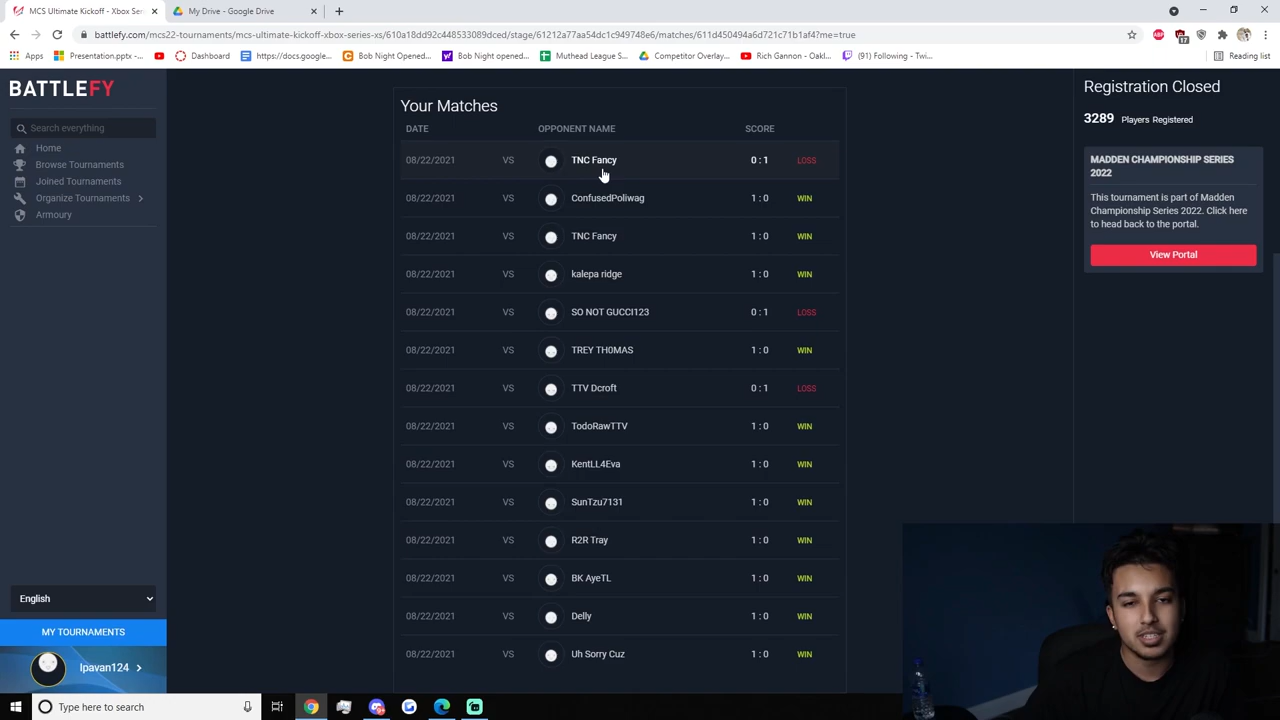 MCS Ultimate Kickoff - Xbox Ser
My Drive - Google Drive
battlefy.com/mcs22-tournaments/mcs-ultimate-kickoff-xbox-series-xs/610a18dd92c448533089dced/stage/61212a77aa54dc1c949748e6/matches/611d450494a6d721c71b1af4?me=true
Apps
Presentation.pptx -...
Dashboard
https://docs.google...
Bob Night Opened...
Bob Night opened...
Muthead League S...
Competitor Overlay...
Rich Gannon - Oakl...
(91) Following - Twi...
Reading list
BATTLEFY
Search everything
Home
Browse Tournaments
Joined Tournaments
Organize Tournaments
Armoury
English
MY TOURNAMENTS
Ipavan124
Your Matches
DATE OPPONENT NAME SCORE
08/22/2021 VS TNC Fancy 0 : 1 LOSS
08/22/2021 VS ConfusedPoliwag 1 : 0 WIN
08/22/2021 VS TNC Fancy 1 : 0 WIN
08/22/2021 VS kalepa ridge 1 : 0 WIN
08/22/2021 VS SO NOT GUCCI123 0 : 1 LOSS
08/22/2021 VS TREY TH0MAS 1 : 0 WIN
08/22/2021 VS TTV Dcroft 0 : 1 LOSS
08/22/2021 VS TodoRawTTV 1 : 0 WIN
08/22/2021 VS KentLL4Eva 1 : 0 WIN
08/22/2021 VS SunTzu7131 1 : 0 WIN
08/22/2021 VS R2R Tray 1 : 0 WIN
08/22/2021 VS BK AyeTL 1 : 0 WIN
08/22/2021 VS Delly 1 : 0 WIN
08/22/2021 VS Uh Sorry Cuz 1 : 0 WIN
Registration Closed
3289 Players Registered
MADDEN CHAMPIONSHIP SERIES
2022
This tournament is part of Madden
Championship Series 2022. Click here
to head back to the portal.
View Portal
Type here to search